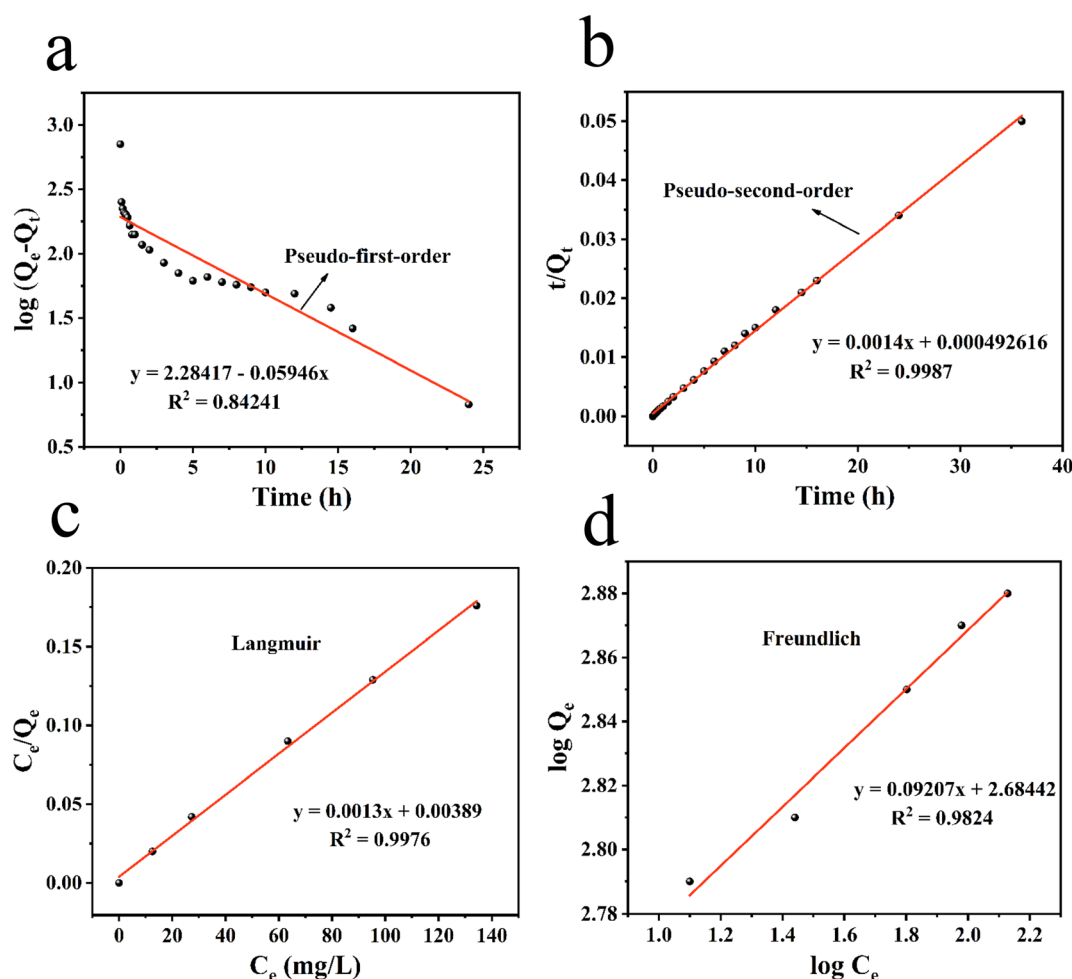 a
3.0
2.5
2.0
1.5
1.0
0.5
log (Qₑ-Qₜ)
Pseudo-first-order
y = 2.28417 - 0.05946x
R² = 0.84241
0 5 10 15 20 25
Time (h)
b
0.05
0.04
0.03
0.02
0.01
0.00
t/Qₜ
Pseudo-second-order
y = 0.0014x + 0.000492616
R² = 0.9987
0 10 20 30 40
Time (h)
c
0.20
0.15
0.10
0.05
0.00
Cₑ/Qₑ
Langmuir
y = 0.0013x + 0.00389
R² = 0.9976
0 20 40 60 80 100 120 140
Cₑ (mg/L)
d
2.88
2.86
2.84
2.82
2.80
2.78
log Qₑ
Freundlich
y = 0.09207x + 2.68442
R² = 0.9824
1.0 1.2 1.4 1.6 1.8 2.0 2.2
log Cₑ